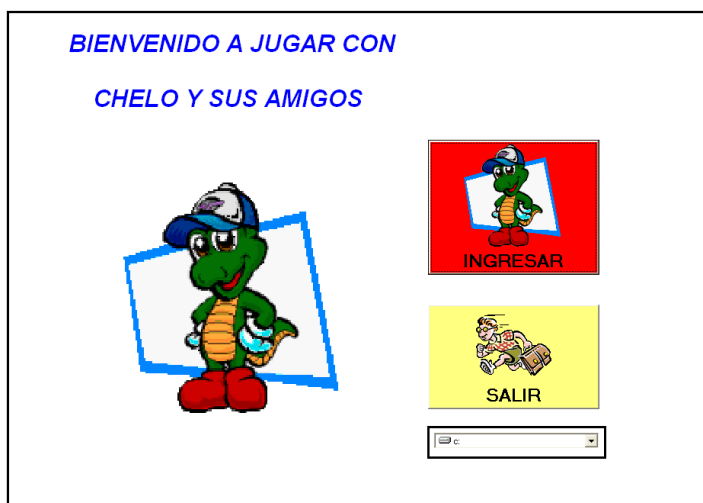 BIENVENIDO A JUGAR CON
CHELO Y SUS AMIGOS
INGRESAR
SALIR
c: